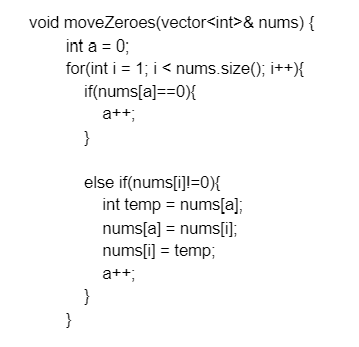 void moveZeroes(vector<int>& nums) {
int a = 0;
for(int i = 1; i < nums.size(); i++){
if(nums[a]==0){
a++;
}
else if(nums[i]!=0){
int temp = nums[a];
nums[a] = nums[i];
nums[i] = temp;
a++;
}
}